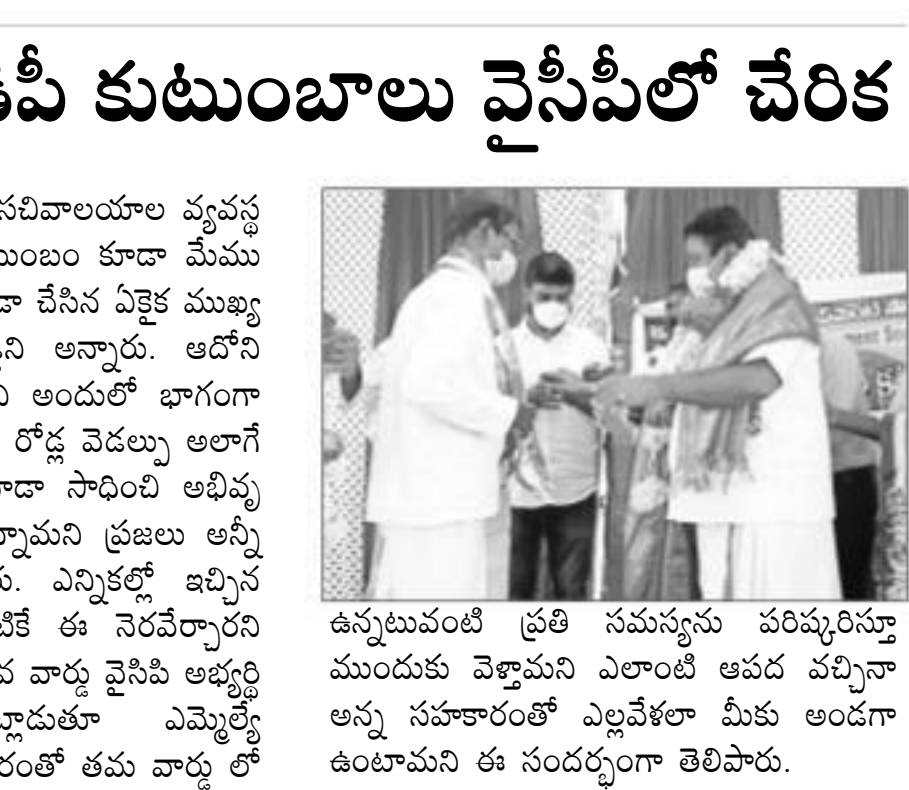 కుటుంబాలు వైసీపీలో చేరిక
సచివాలయాల వ్యవస్థ
కూడా మేము
చేసిన ఏకైక ముఖ్య
అన్నారు. ఆదోని
అందులో భాగంగా
రోడ్ల వెడల్పు అలాగే
సాధించి అభివృ
ప్రజలు అన్నీ
ఎన్నికల్లో ఇచ్చిన
ఈ నెరవేర్చారని
వార్డు వైసిపి అభ్యర్థి
ఎమ్మెల్యే
తమ వార్డు లో
ఉన్నటువంటి ప్రతి సమస్యను పరిష్కరిస్తూ
ముందుకు వెళ్తామని ఎలాంటి ఆపద వచ్చినా
అన్న సహకారంతో ఎల్లవేళలా మీకు అండగా
ఉంటామని ఈ సందర్భంగా తెలిపారు.